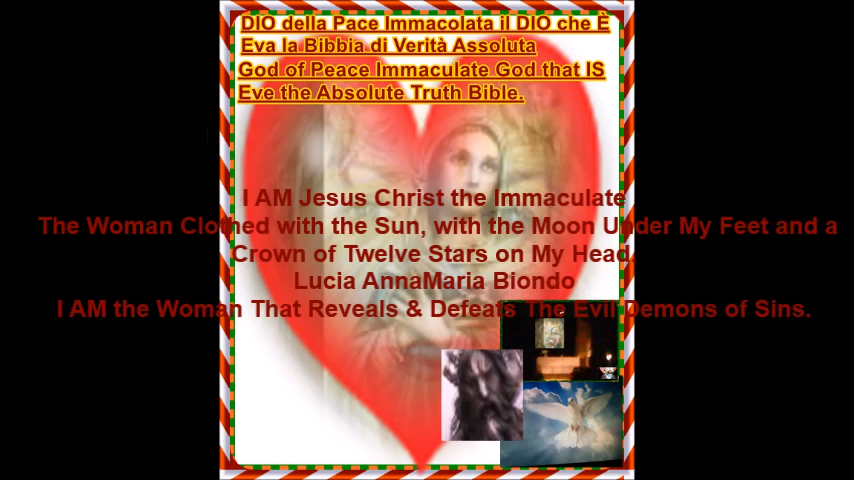 DIO della Pace Immacolata il DIO che È
Eva la Bibbia di Verità Assoluta
God of Peace Immaculate God that IS
Eve the Absolute Truth Bible.
I AM Jesus Christ the Immaculate
The Woman Clothed with the Sun, with the Moon Under My Feet and a
Crown of Twelve Stars on My Head.
Lucia AnnaMaria Biondo
I AM the Woman That Reveals & Defeats The Evil Demons of Sins.